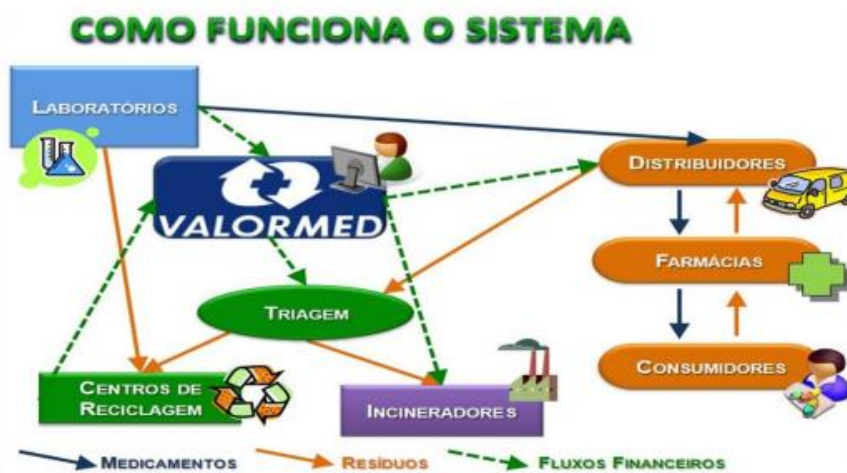 COMO FUNCIONA O SISTEMA
LABORATÓRIOS
DISTRIBUIDORES
VALORMED
FARMÁCIAS
TRIAGEM
CONSUMIDORES
CENTROS DE
RECICLAGEM
INCINERADORES
MEDICAMENTOS
RESÍDUOS
FLUXOS FINANCEIROS